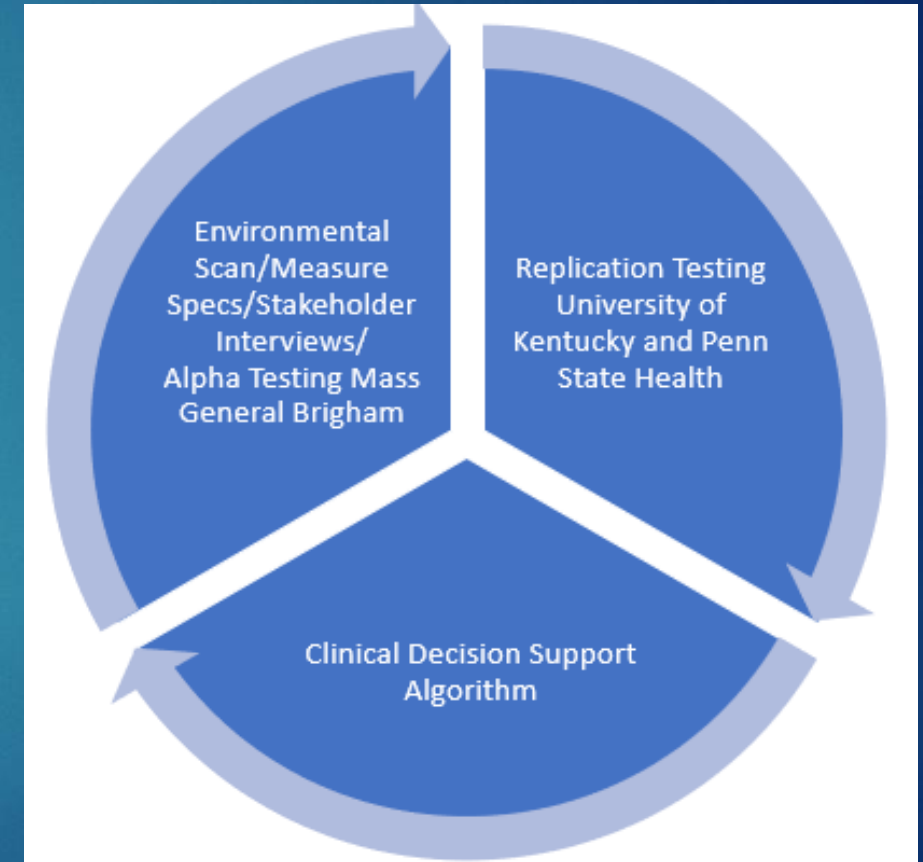 Environmental
Scan/Measure
Specs/Stakeholder
Interviews/
Alpha Testing Mass
General Brigham
Replication Testing
University of
Kentucky and Penn
State Health
Clinical Decision Support
Algorithm